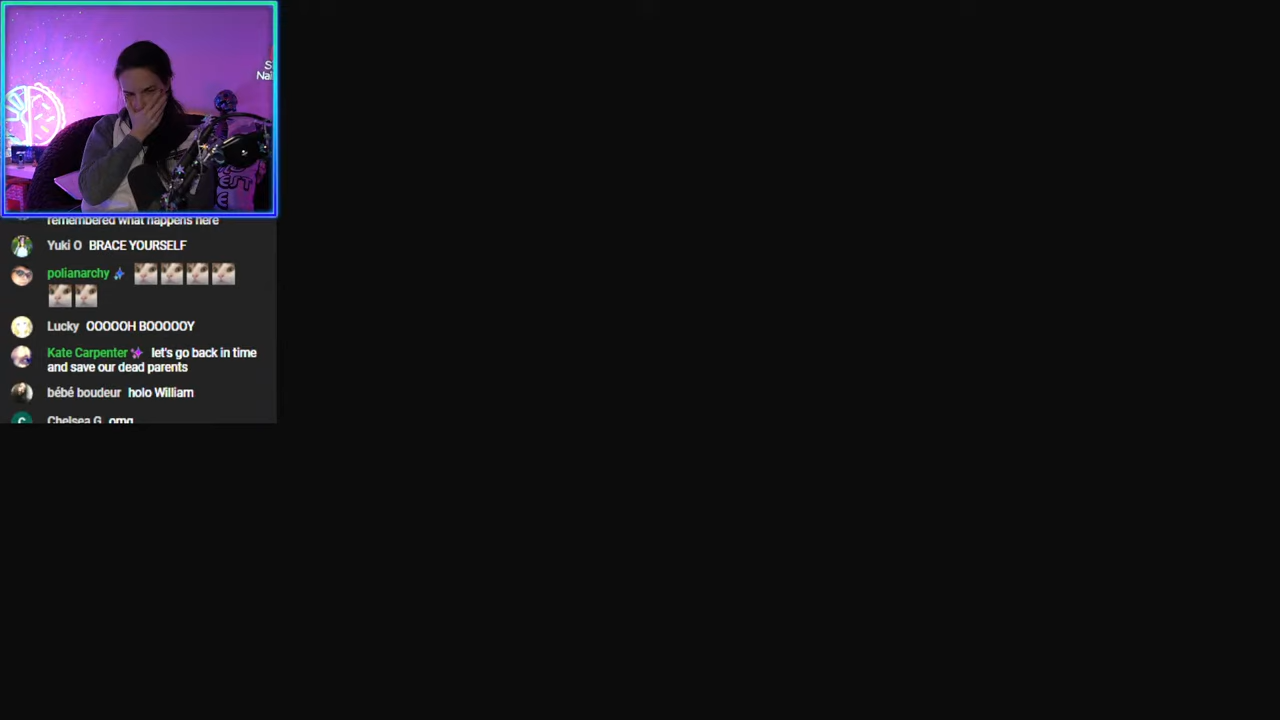 remembered what happens here
Yuki O BRACE YOURSELF
polianarchy
Lucky OOOOOH BOOOOOY
Kate Carpenter let's go back in time
and save our dead parents
bébé boudeur holo William
Chelsea G. omg